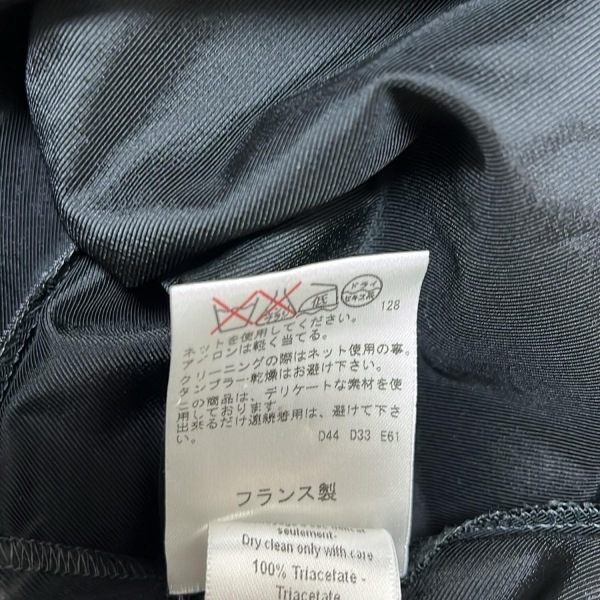 低
ドライ
セキユ系
128
ネットを使用してください。
アイロンは軽く当てる。
クリーニングの際はネット使用の事。
タンブラー乾燥はお避け下さい。
この商品は、デリケートな素材を使
用しております。
出来るだけ連続着用は、避けて下さ
D44 D33 E61
フランス製
seulement-
Dry clean only with care
100% Triacetate -
Triacetate